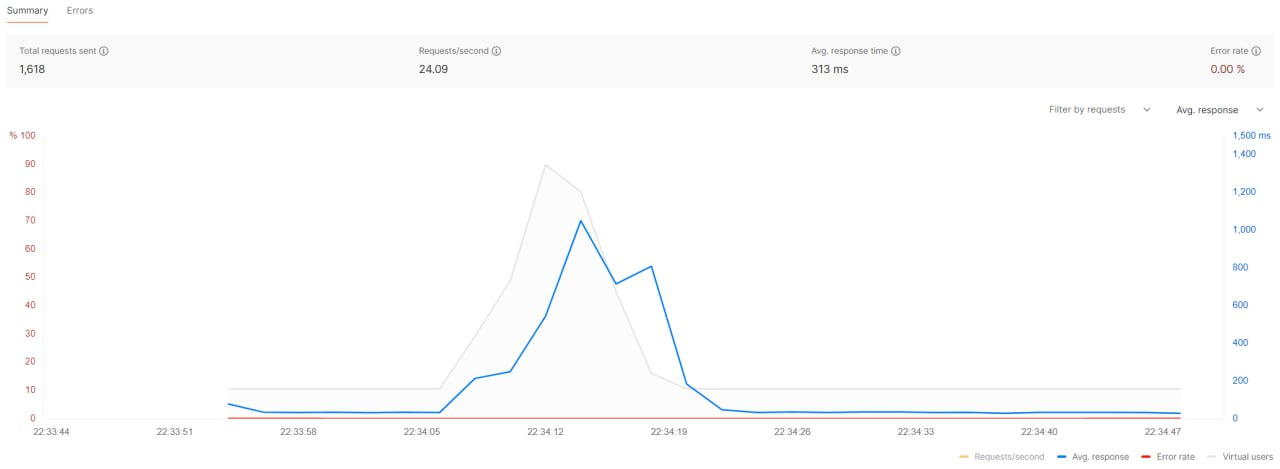 Summary Errors
Total requests sent Requests/second Avg. response time Error rate
1,618 24.09 313 ms 0.00 %
Filter by requests Avg. response
% 100 1,500 ms
90 1,400
80 1,200
70 1,000
60
50 800
40 600
30 400
20 200
10
0 0
22:33:44 22:33:51 22:33:58 22:34:05 22:34:12 22:34:19 22:34:26 22:34:33 22:34:40 22:34:47
Requests/second Avg. response Error rate Virtual users